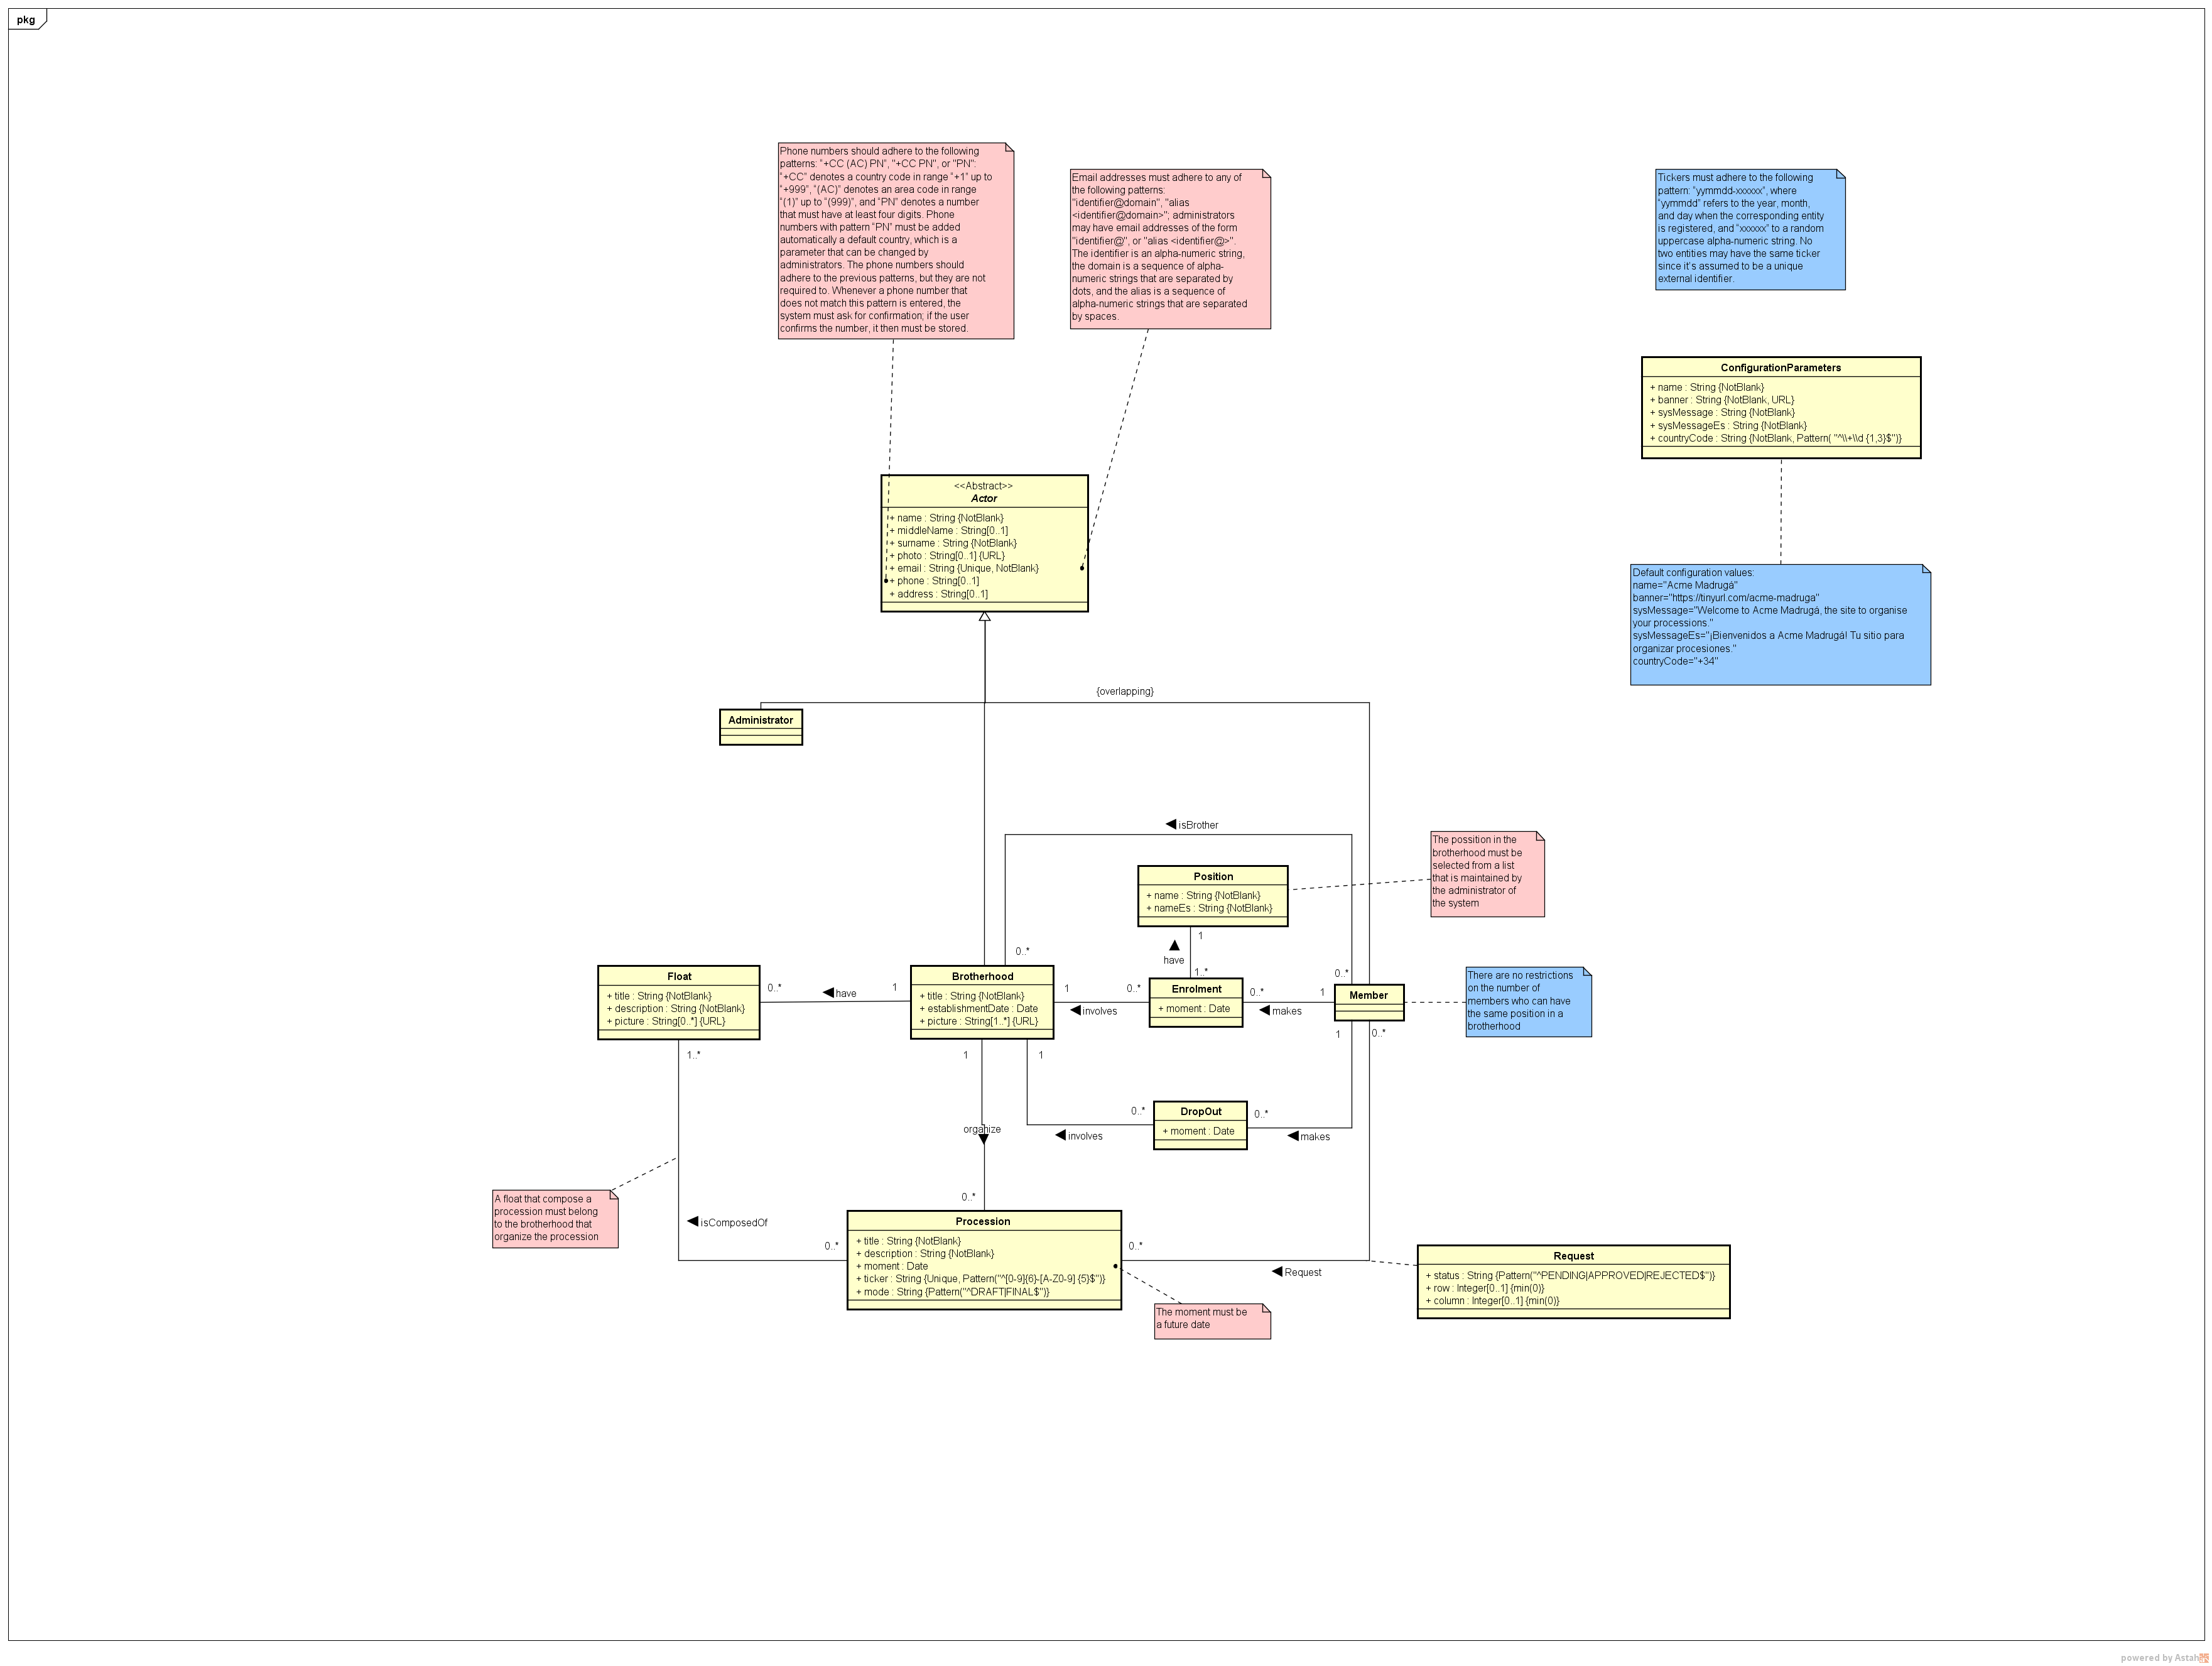 pkg
Phone numbers should adhere to the following
patterns: "+CC (AC) PN", "+CC PN", or "PN":
"+CC" denotes a country code in range "+1" up to
"+999", "(AC)" denotes an area code in range
"(1)" up to "(999)", and "PN" denotes a number
that must have at least four digits. Phone
numbers with pattern "PN" must be added
automatically a default country, which is a
parameter that can be changed by
administrators. The phone numbers should
adhere to the previous patterns, but they are not
required to. Whenever a phone number that
does not match this pattern is entered, the
system must ask for confirmation; if the user
confirms the number, it then must be stored.
Email addresses must adhere to any of
the following patterns:
"identifier@domain", "alias
<identifier@domain>"; administrators
may have email addresses of the form
"identifier@", or "alias <identifier@>".
The identifier is an alpha-numeric string,
the domain is a sequence of alpha-
numeric strings that are separated by
dots, and the alias is a sequence of
alpha-numeric strings that are separated
by spaces.
Tickers must adhere to the following
pattern: "yymmdd-xxxxxx", where
"yymmdd" refers to the year, month,
and day when the corresponding entity
is registered, and "xxxxxx" to a random
uppercase alpha-numeric string. No
two entities may have the same ticker
since it's assumed to be a unique
external identifier.
ConfigurationParameters
+ name : String {NotBlank}
+ banner : String {NotBlank, URL}
+ sysMessage : String {NotBlank}
+ sysMessageEs : String {NotBlank}
+ countryCode : String {NotBlank, Pattern( "^\\+\\d {1,3}$")}
Default configuration values:
name="Acme Madrugá"
banner="https://tinyurl.com/acme-madruga"
sysMessage="Welcome to Acme Madrugá, the site to organise
your processions."
sysMessageEs="¡Bienvenidos a Acme Madrugá! Tu sitio para
organizar procesiones."
countryCode="+34"
<<Abstract>>
Actor
+ name : String {NotBlank}
+ middleName : String[0..1]
+ surname : String {NotBlank}
+ photo : String[0..1] {URL}
+ email : String {Unique, NotBlank}
+ phone : String[0..1]
+ address : String[0..1]
{overlapping}
Administrator
isBrother
The possition in the
brotherhood must be
selected from a list
that is maintained by
the administrator of
the system
Position
+ name : String {NotBlank}
+ nameEs : String {NotBlank}
1
have
1..*
0..*
0..*
Float
+ title : String {NotBlank}
+ description : String {NotBlank}
+ picture : String[0..*] {URL}
0..*
have
1
Brotherhood
+ title : String {NotBlank}
+ establishmentDate : Date
+ picture : String[1..*] {URL}
1
involves
0..*
Enrolment
+ moment : Date
0..*
makes
1
Member
There are no restrictions
on the number of
members who can have
the same position in a
brotherhood
1..*
1
1
1
0..*
organize
0..*
involves
DropOut
+ moment : Date
0..*
makes
A float that compose a
procession must belong
to the brotherhood that
organize the procession
isComposedOf
0..*
0..*
Procession
+ title : String {NotBlank}
+ description : String {NotBlank}
+ moment : Date
+ ticker : String {Unique, Pattern("^[0-9]{6}-[A-Z0-9] {5}$")}
+ mode : String {Pattern("^DRAFT|FINAL$")}
0..*
Request
The moment must be
a future date
Request
+ status : String {Pattern("^PENDING|APPROVED|REJECTED$")}
+ row : Integer[0..1] {min(0)}
+ column : Integer[0..1] {min(0)}
powered by Astah